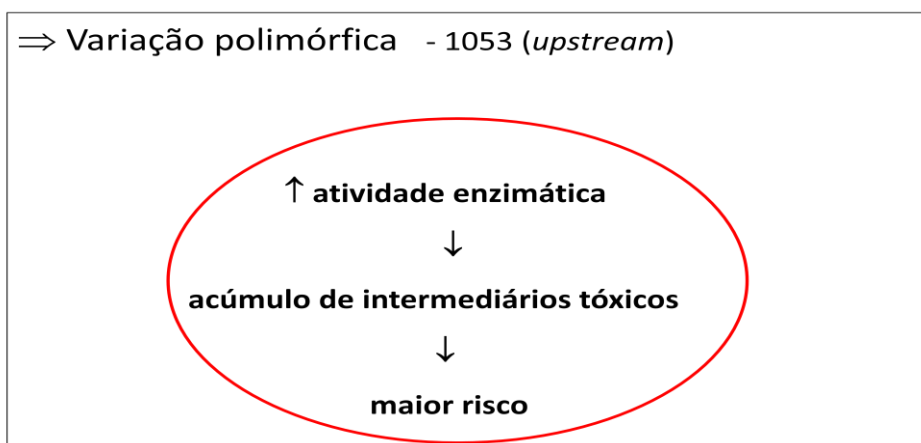 ⇒ Variação polimórfica - 1053 (upstream)
↑ atividade enzimática
↓
acúmulo de intermediários tóxicos
↓
maior risco